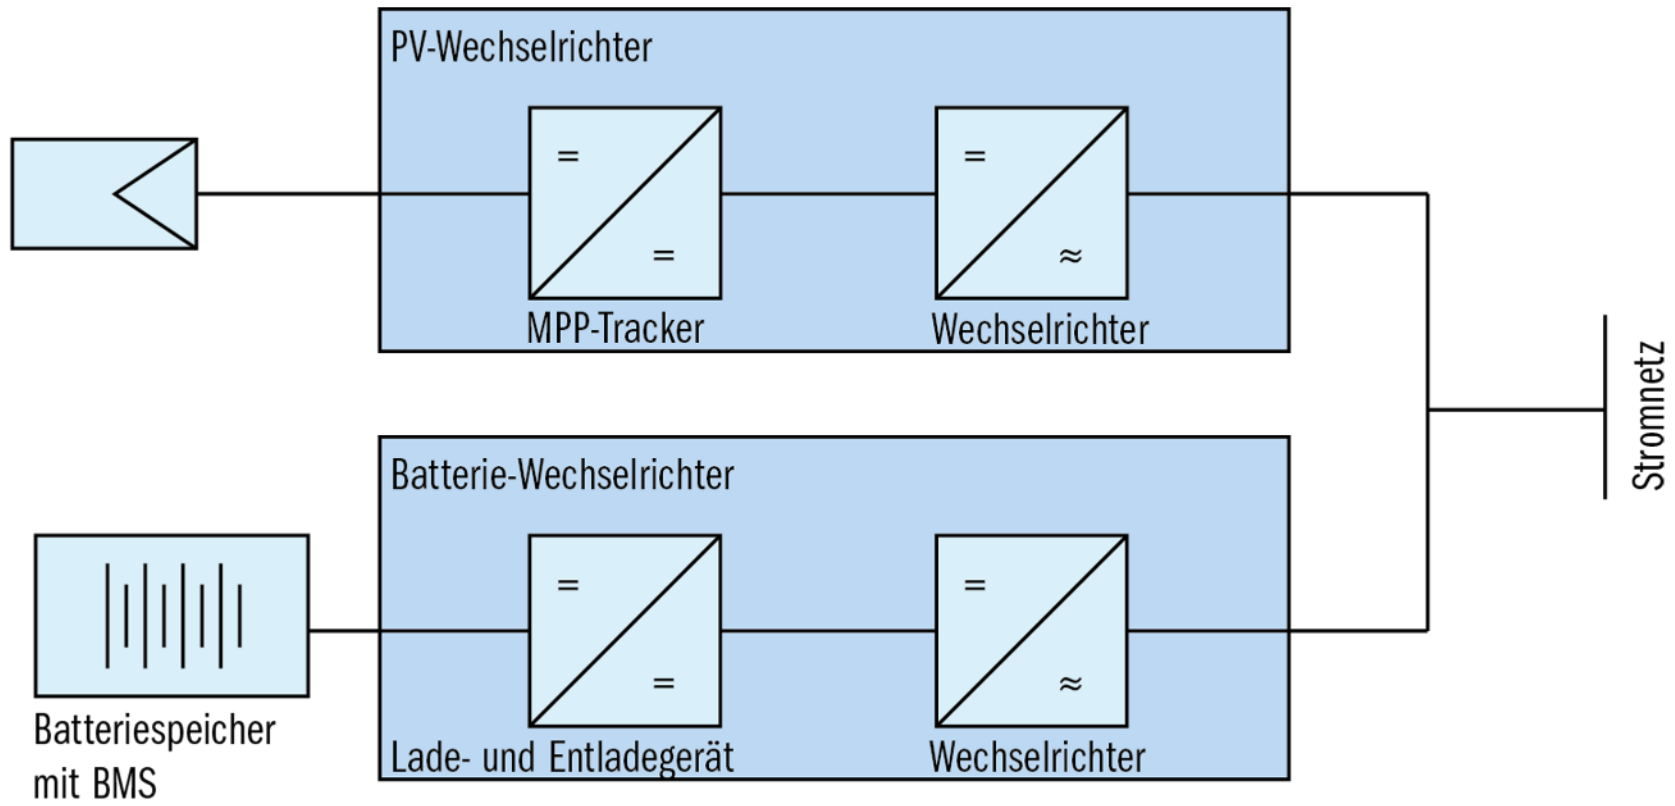 PV-Wechselrichter
=
=
=
≈
MPP-Tracker
Wechselrichter
Stromnetz
Batterie-Wechselrichter
=
=
=
≈
Batteriespeicher
mit BMS
Lade- und Entladegerät
Wechselrichter